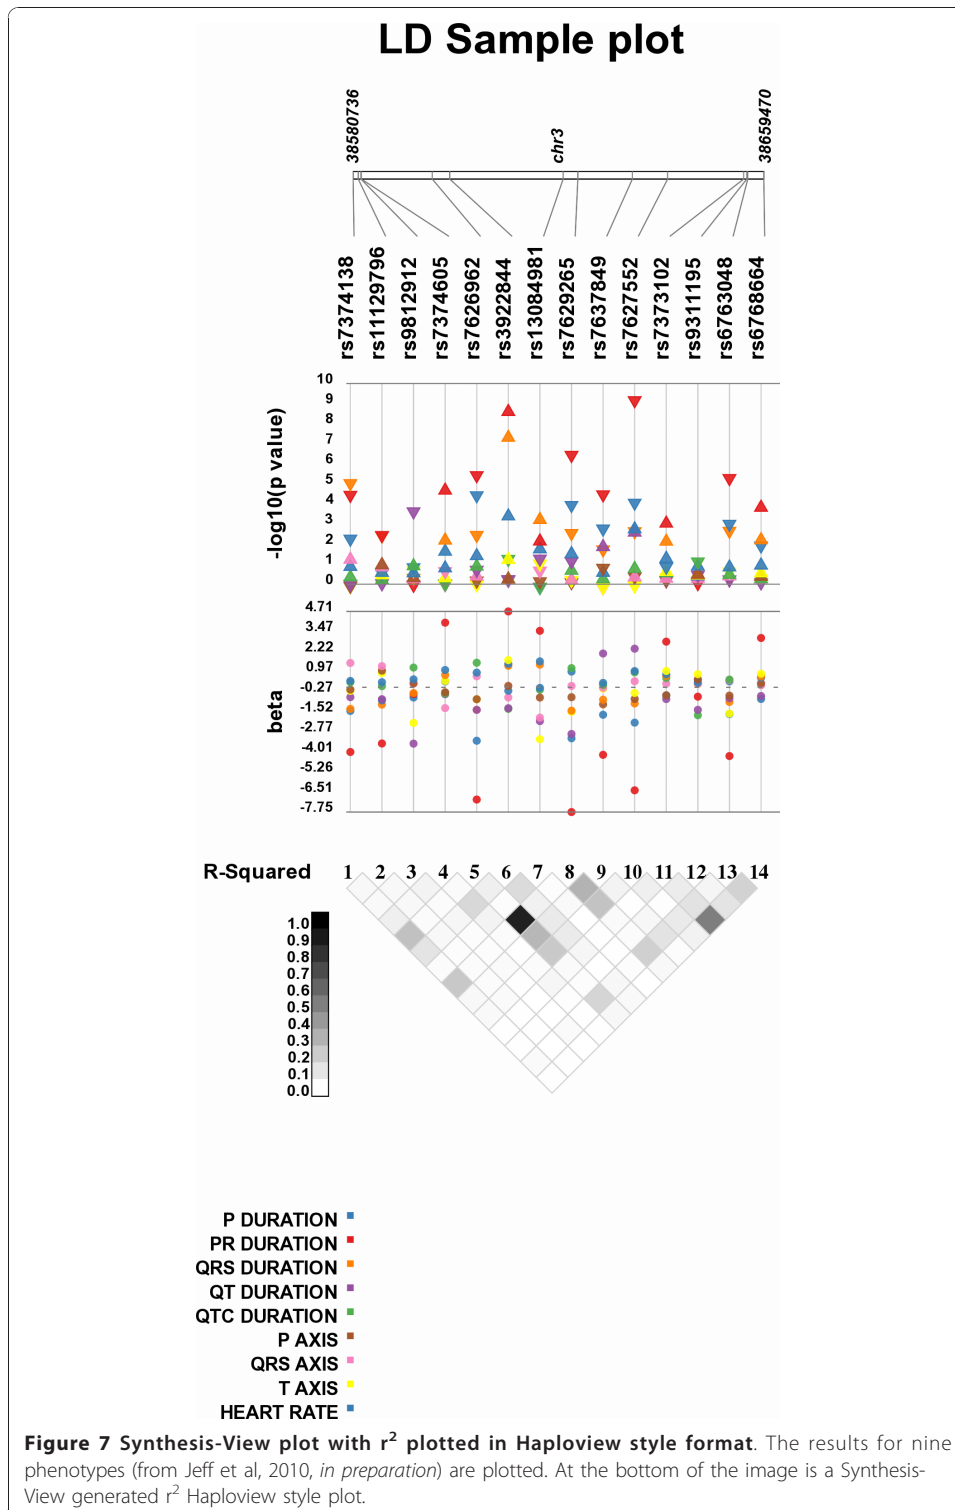 LD Sample plot
38580736
chr3
38659470
rs7374138
rs11129796
rs9812912
rs7374605
rs7626962
rs3922844
rs13084981
rs7629265
rs7637849
rs7627552
rs7373102
rs9311195
rs6763048
rs6768664
-log10(p value)
10
9
8
7
6
5
4
3
2
1
0
beta
4.71
3.47
2.22
0.97
-0.27
-1.52
-2.77
-4.01
-5.26
-6.51
-7.75
R-Squared 1 2 3 4 5 6 7 8 9 10 11 12 13 14
1.0
0.9
0.8
0.7
0.6
0.5
0.4
0.3
0.2
0.1
0.0
P DURATION
PR DURATION
QRS DURATION
QT DURATION
QTC DURATION
P AXIS
QRS AXIS
T AXIS
HEART RATE
Figure 7 Synthesis-View plot with r² plotted in Haploview style format. The results for nine
phenotypes (from Jeff et al, 2010, in preparation) are plotted. At the bottom of the image is a Synthesis-
View generated r² Haploview style plot.